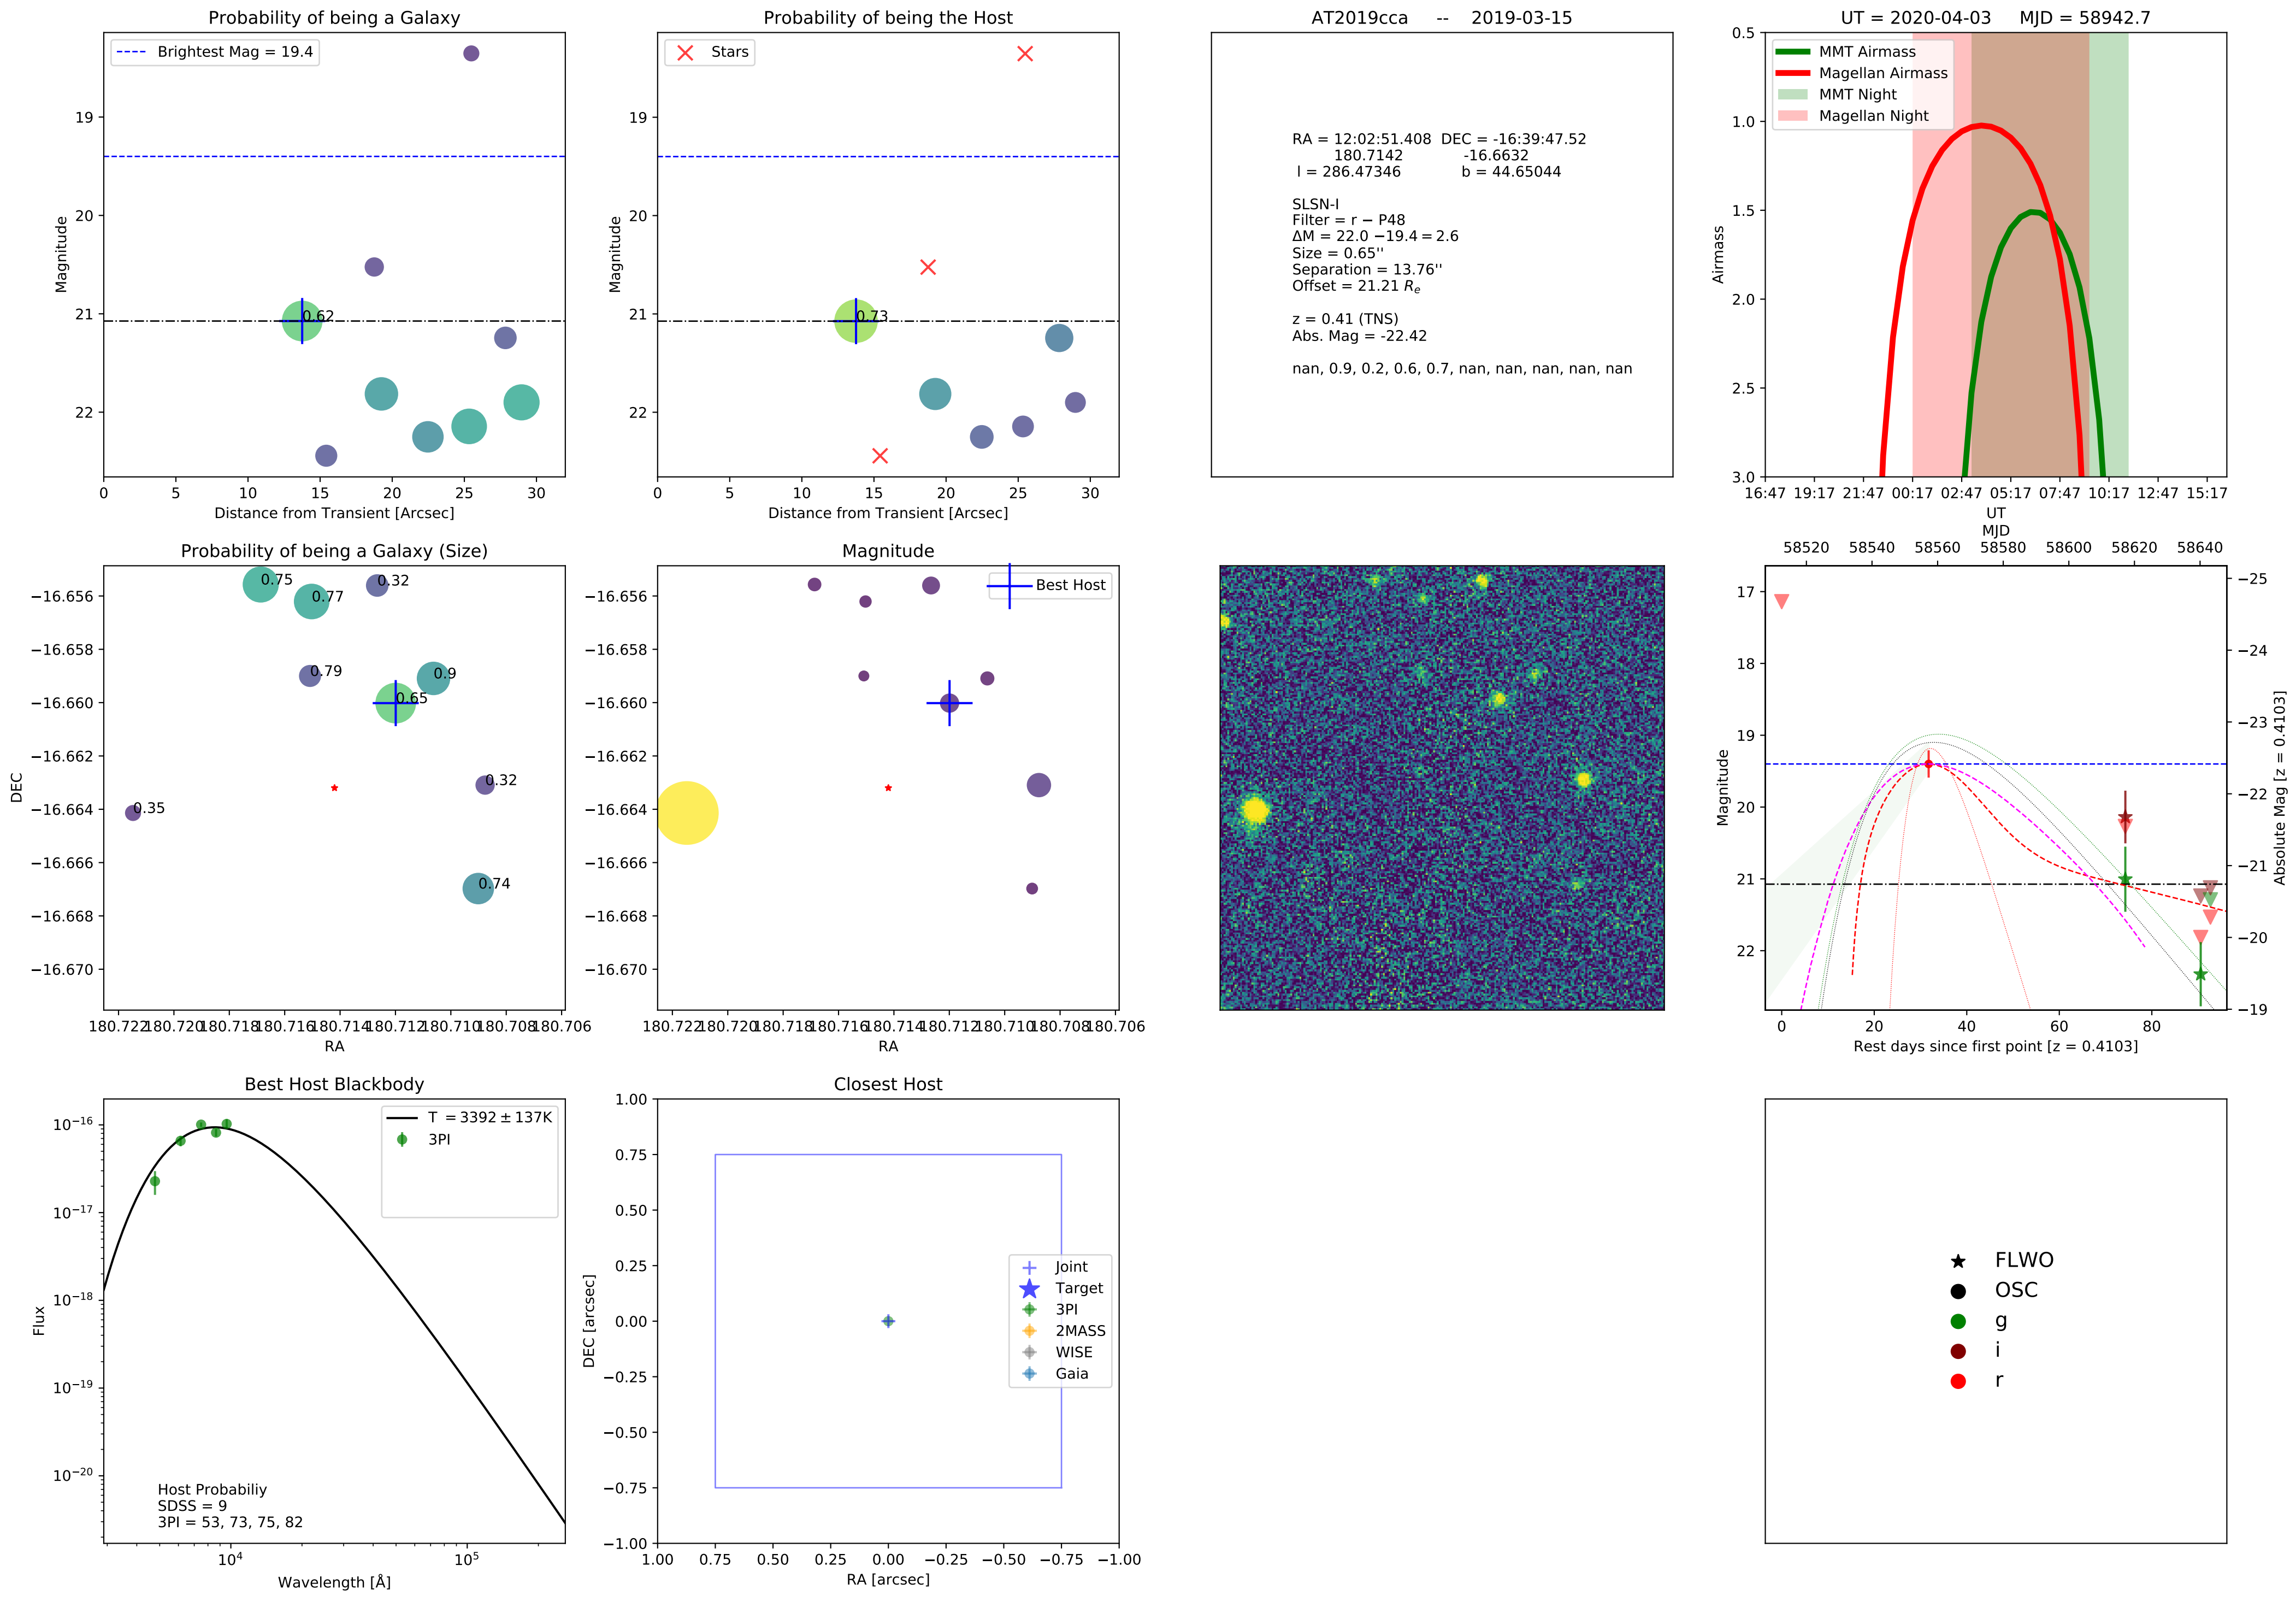 Probability of being a Galaxy
Brightest Mag = 19.4
0.62
Magnitude
19
20
21
22
0 5 10 15 20 25 30
Distance from Transient [Arcsec]
Probability of being the Host
Stars
0.73
Magnitude
19
20
21
22
0 5 10 15 20 25 30
Distance from Transient [Arcsec]
AT2019cca -- 2019-03-15
RA = 12:02:51.408 DEC = -16:39:47.52
180.7142 -16.6632
l = 286.47346 b = 44.65044
SLSN-I
Filter = r − P48
ΔM = 22.0 −19.4 = 2.6
Size = 0.65''
Separation = 13.76''
Offset = 21.21 Re
z = 0.41 (TNS)
Abs. Mag = -22.42
nan, 0.9, 0.2, 0.6, 0.7, nan, nan, nan, nan, nan
UT = 2020-04-03 MJD = 58942.7
MMT Airmass
Magellan Airmass
MMT Night
Magellan Night
Airmass
0.5
1.0
1.5
2.0
2.5
3.0
16:47 19:17 21:47 00:17 02:47 05:17 07:47 10:17 12:47 15:17
UT
Probability of being a Galaxy (Size)
0.75
0.77
0.32
0.79
0.9
0.65
0.32
0.35
0.74
DEC
−16.656
−16.658
−16.660
−16.662
−16.664
−16.666
−16.668
−16.670
180.722 180.720 180.718 180.716 180.714 180.712 180.710 180.708 180.706
RA
Magnitude
Best Host
−16.656
−16.658
−16.660
−16.662
−16.664
−16.666
−16.668
−16.670
180.722 180.720 180.718 180.716 180.714 180.712 180.710 180.708 180.706
RA
MJD
58520 58540 58560 58580 58600 58620 58640
Magnitude
17
18
19
20
21
22
Absolute Mag [z = 0.4103]
−25
−24
−23
−22
−21
−20
−19
0 20 40 60 80
Rest days since first point [z = 0.4103]
Best Host Blackbody
T = 3392 ± 137K
3PI
Flux
10−16
10−17
10−18
10−19
10−20
Host Probabiliy
SDSS = 9
3PI = 53, 73, 75, 82
104 105
Wavelength [Å]
Closest Host
Joint
Target
3PI
2MASS
WISE
Gaia
DEC [arcsec]
1.00
0.75
0.50
0.25
0.00
−0.25
−0.50
−0.75
−1.00
1.00 0.75 0.50 0.25 0.00 −0.25 −0.50 −0.75 −1.00
RA [arcsec]
FLWO
OSC
g
i
r